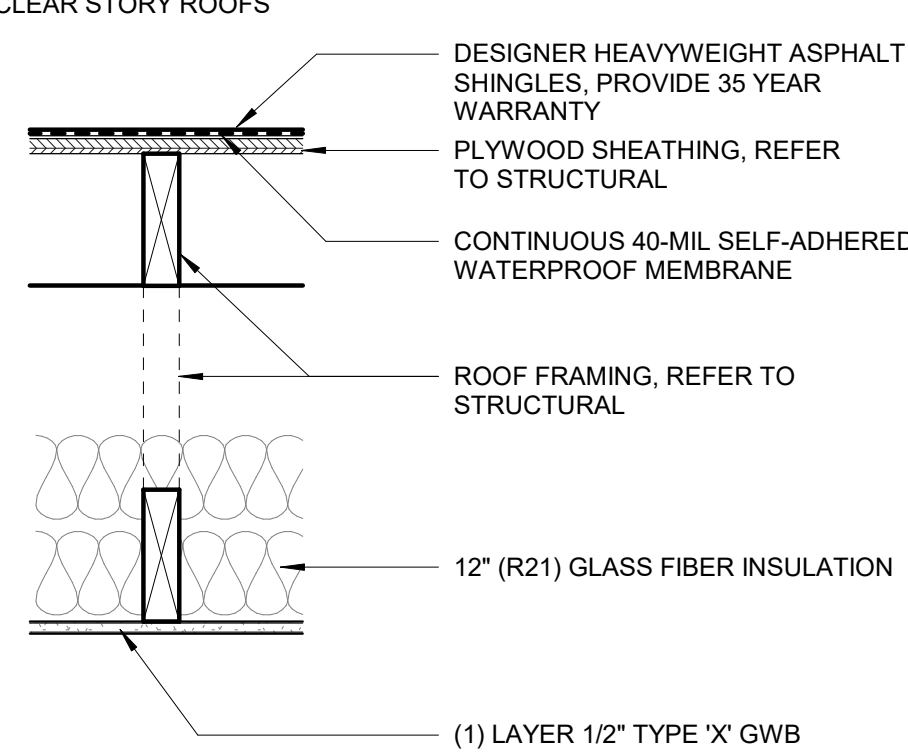 CLEAR STORY ROOFS
DESIGNER HEAVYWEIGHT ASPHALT
SHINGLES, PROVIDE 35 YEAR
WARRANTY
PLYWOOD SHEATHING, REFER
TO STRUCTURAL
CONTINUOUS 40-MIL SELF-ADHERED
WATERPROOF MEMBRANE
ROOF FRAMING, REFER TO
STRUCTURAL
12" (R21) GLASS FIBER INSULATION
(1) LAYER 1/2" TYPE 'X' GWB